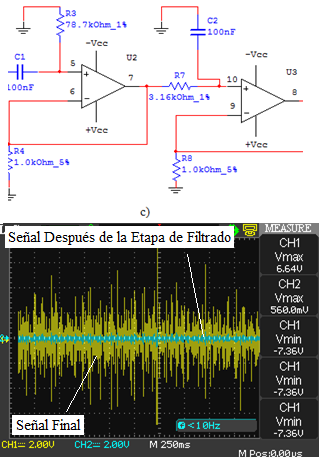 R3
78.7kOhm_1%
C1
100nF
-Vcc
U2
5
6
7
+Vcc
R4
1.0kOhm_5%
C2
100nF
R7
3.16kOhm_1%
-Vcc
U3
10
9
8
+Vcc
R8
1.0kOhm_5%
c)
Señal Después de la Etapa de Filtrado
Señal Final
MEASURE
CH1
Vmax
6.64V
CH2
Vmax
560.0mV
CH1
Vmin
-7.36V
CH1
Vmin
-7.36V
CH1
Vmin
-7.36V
<10Hz
CH1= 2.00V CH2= 2.00V M 250ms
M Pos:0.00µs